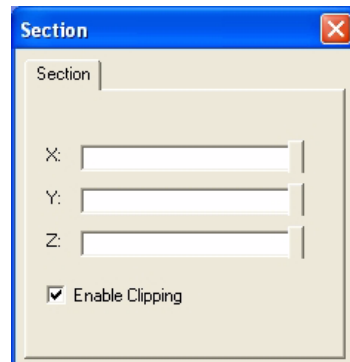 Section
Section
X:
Y:
Z:
Enable Clipping